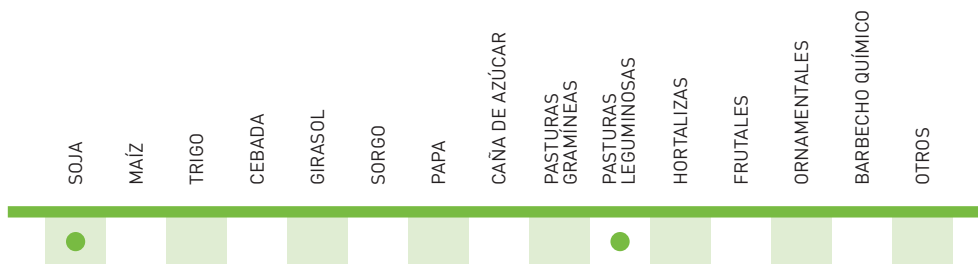 SOJA
MAÍZ
TRIGO
CEBADA
GIRASOL
SORGO
PAPA
CAÑA DE AZÚCAR
PASTURAS
GRAMÍNEAS
PASTURAS
LEGUMINOSAS
HORTALIZAS
FRUTALES
ORNAMENTALES
BARBECHO QUÍMICO
OTROS